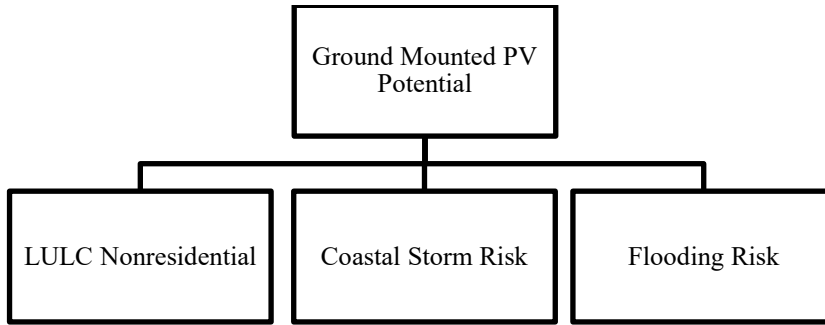 Ground Mounted PV
Potential
LULC Nonresidential
Coastal Storm Risk
Flooding Risk